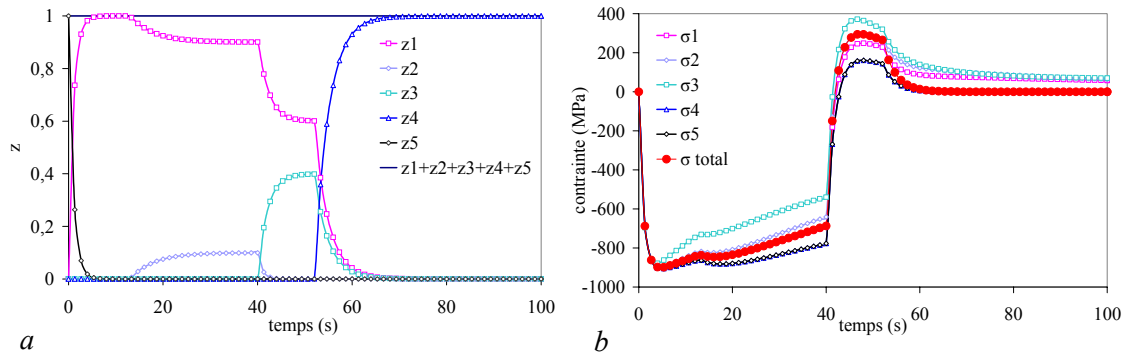 1
0,8
0,6
0,4
0,2
0
z
0 20 40 60 80 100
temps (s)
z1
z2
z3
z4
z5
z1+z2+z3+z4+z5
a
400
200
0
-200
-400
-600
-800
-1000
contrainte (MPa)
0 20 40 60 80 100
temps (s)
σ1
σ2
σ3
σ4
σ5
σ total
b